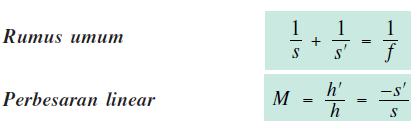 Rumus umum 1/s + 1/s' = 1/f
Perbesaran linear M = h'/h = -s'/s